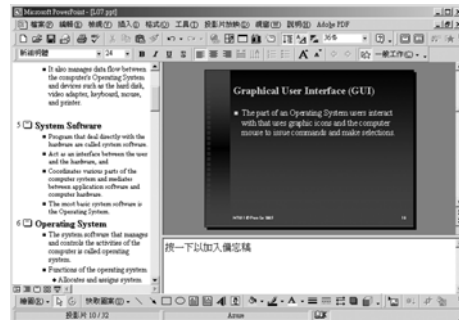 Microsoft PowerPoint - [L07.ppt]
檔案(F) 編輯(E) 檢視(V) 插入(I) 格式(O) 工具(T) 投影片放映(D) 視窗(W) 說明(H) Adobe PDF
36%
新細明體 24 B I U S 一般工作(C)
• It also manages data flow between
the computer's Operating System
and devices such as the hard disk,
video adapter, keyboard, mouse,
and printer.
5 System Software
• Program that deal directly with the
hardware are called system software.
• Act as an interface between the user
and the hardware, and
• Coordinates various parts of the
computer system and mediates
between application software and
computer hardware.
• The most basic system software is
the Operating System.
6 Operating System
• The system software that manages
and controls the activities of the
computer is called operating
system.
• Functions of the operating system
• Allocates and assigns system
Graphical User Interface (GUI)
The part of an Operating System users interact
with that uses graphic icons and the computer
mouse to issue commands and make selections.
按一下以加入備忘稿
繪圖(R) 快取圖案(U)
投影片 10 / 32 Azure